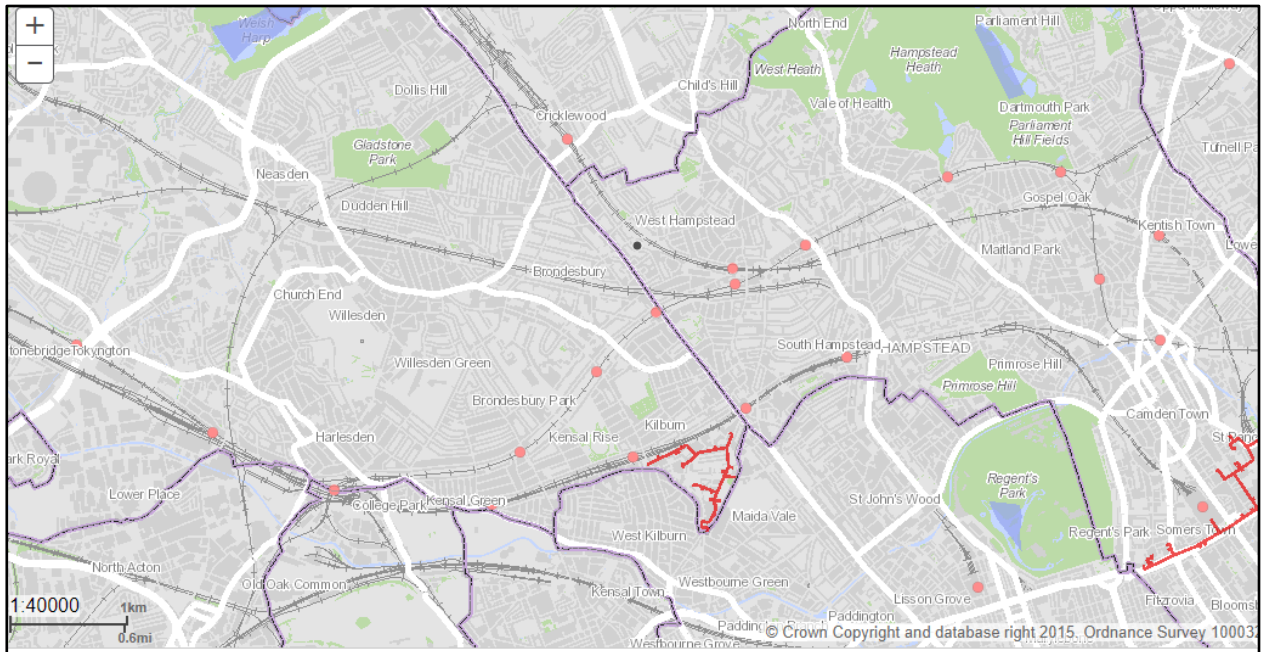 +
−
Welsh
Harp
North End
Parliament Hill
Hampstead
Heath
West Heath
Child's Hill
Dollis Hill
Vale of Health
Dartmouth Park
Cricklewood
Parliament
Hill Fields
Gladstone
Park
Neasden
Gospel Oak
Dudden Hill
West Hampstead
Kentish Town
Maitland Park
Brondesbury
Church End
Willesden
South Hampstead
HAMPSTEAD
Primrose Hill
Willesden Green
Primrose Hill
Brondesbury Park
Camden Town
Kilburn
Kensal Rise
Harlesden
Lower Place
Regent's
Park
College Park
Kensal Green
St John's Wood
Maida Vale
West Kilburn
Regent's Park
Somers Town
North Acton
Old Oak Common
Westbourne Green
Kensal Town
Lisson Grove
Fitzrovia
1:40000
1km
0.6mi
Paddington
Westbourne Grove
© Crown Copyright and database right 2015. Ordnance Survey 10003